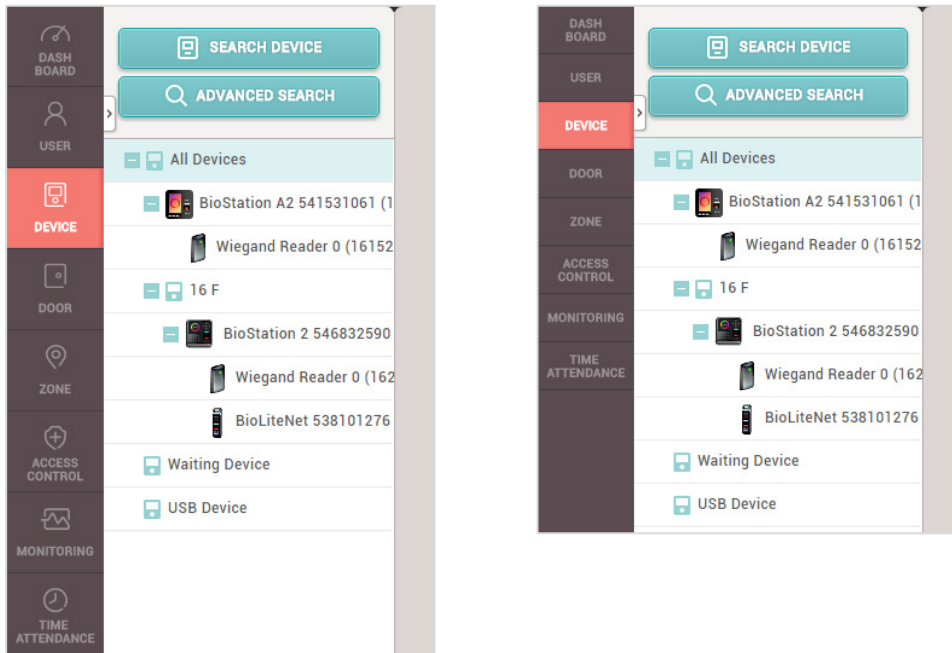 DASH
BOARD
USER
DEVICE
DOOR
ZONE
ACCESS
CONTROL
MONITORING
TIME
ATTENDANCE
SEARCH DEVICE
ADVANCED SEARCH
All Devices
BioStation A2 541531061 (1
Wiegand Reader 0 (16152
16 F
BioStation 2 546832590
Wiegand Reader 0 (162
BioLiteNet 538101276
Waiting Device
USB Device
DASH
BOARD
USER
DEVICE
DOOR
ZONE
ACCESS
CONTROL
MONITORING
TIME
ATTENDANCE
SEARCH DEVICE
ADVANCED SEARCH
All Devices
BioStation A2 541531061 (1
Wiegand Reader 0 (16152
16 F
BioStation 2 546832590
Wiegand Reader 0 (162
BioLiteNet 538101276
Waiting Device
USB Device